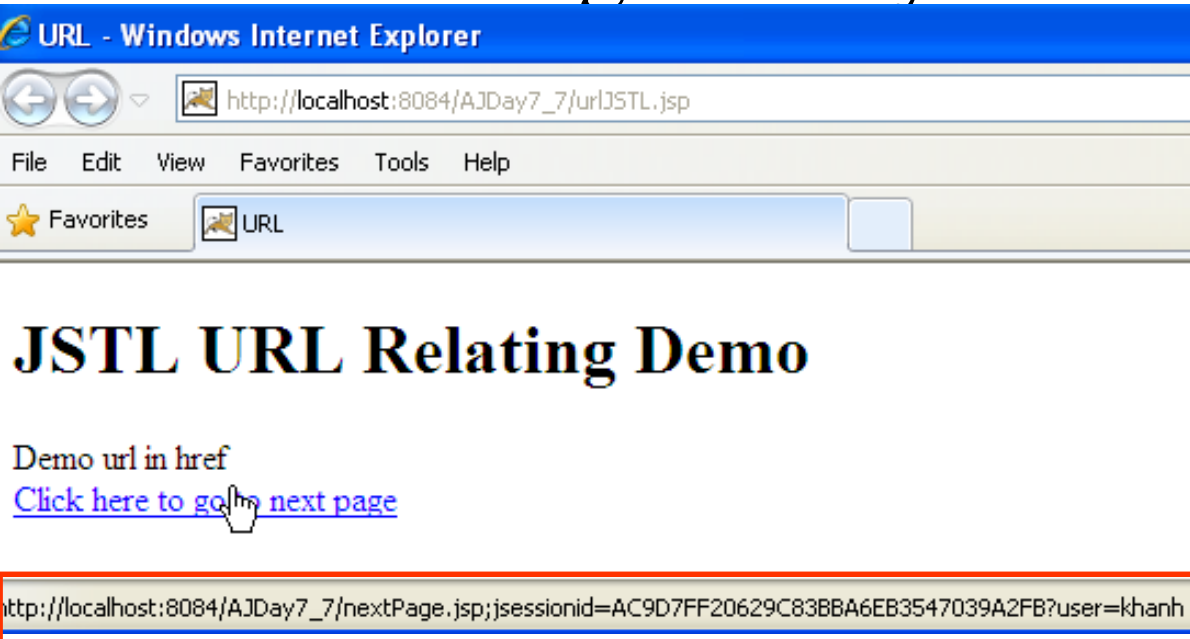 URL - Windows Internet Explorer
http://localhost:8084/AJDay7_7/urlJSTL.jsp
File Edit View Favorites Tools Help
Favorites URL
JSTL URL Relating Demo
Demo url in href
Click here to go to next page
http://localhost:8084/AJDay7_7/nextPage.jsp;jsessionid=AC9D7FF20629C83BBA6EB3547039A2FB?user=khanh